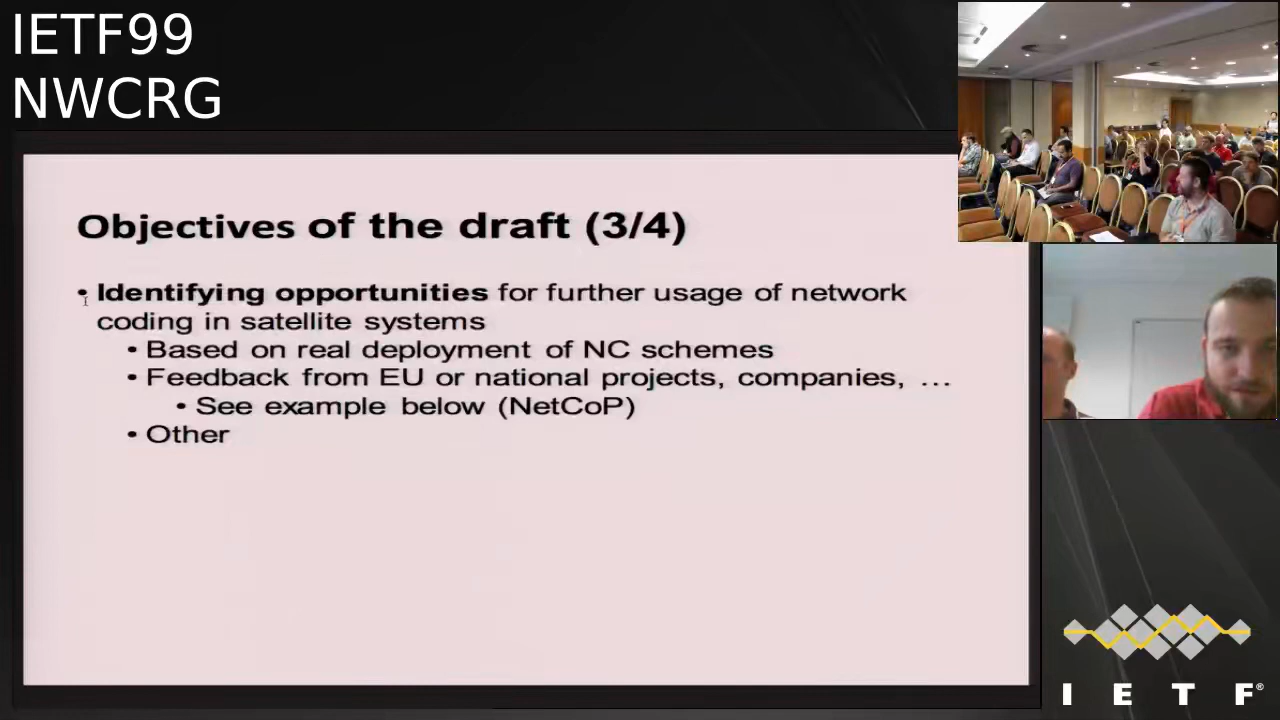 IETF99
NWCRG
Objectives of the draft (3/4)
• Identifying opportunities for further usage of network
coding in satellite systems
• Based on real deployment of NC schemes
• Feedback from EU or national projects, companies, …
• See example below (NetCoP)
• Other
I E T F®